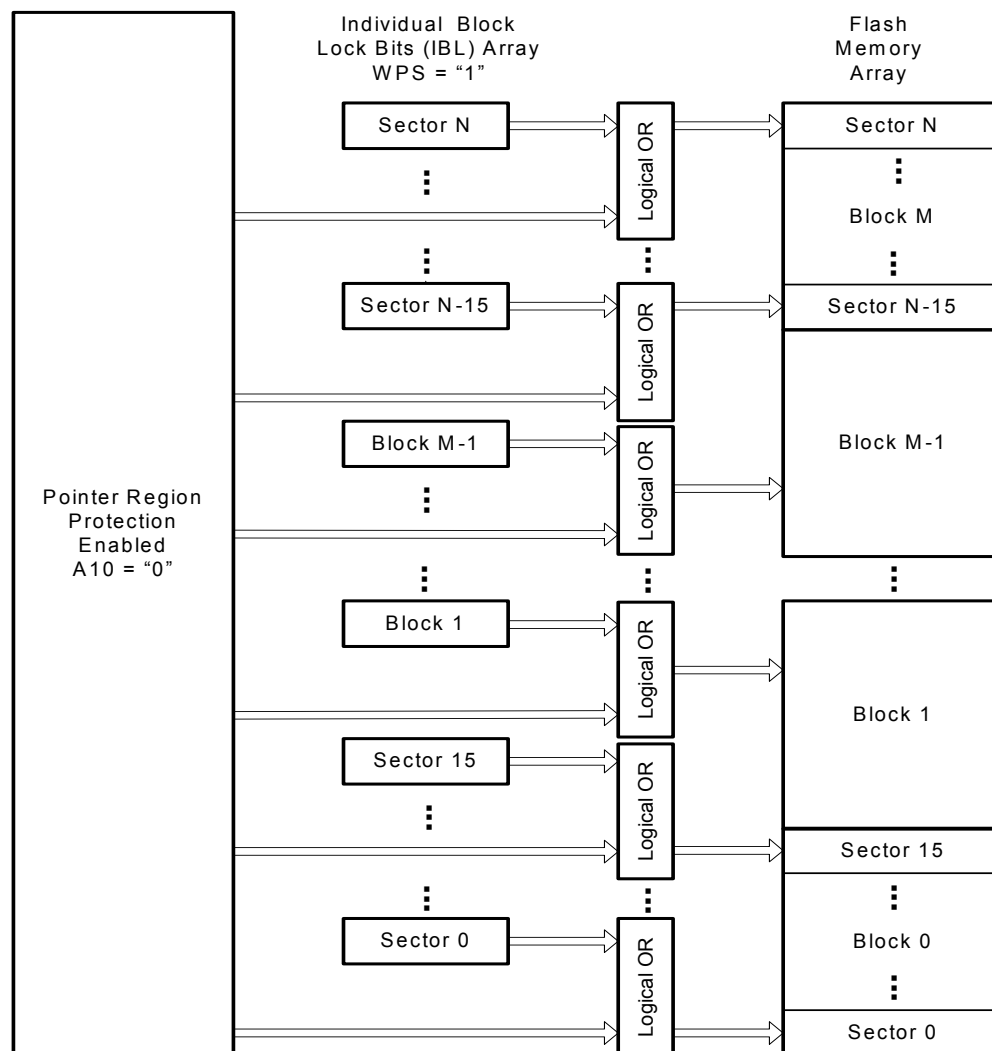 Individual Block
Lock Bits (IBL) Array
WPS = “1”
Flash
Memory
Array
Sector N
Logical OR
Sector N
Block M
Sector N-15
Logical OR
Sector N-15
Block M-1
Logical OR
Block M-1
Pointer Region
Protection
Enabled
A10 = “0”
Block 1
Logical OR
Block 1
Sector 15
Logical OR
Sector 15
Sector 0
Logical OR
Block 0
Sector 0